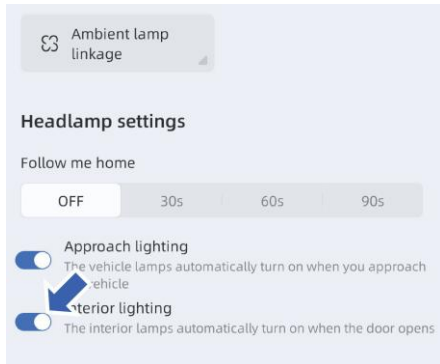 Ambient lamp
linkage
Headlamp settings
Follow me home
OFF 30s 60s 90s
Approach lighting
The vehicle lamps automatically turn on when you approach
vehicle
Interior lighting
The interior lamps automatically turn on when the door opens